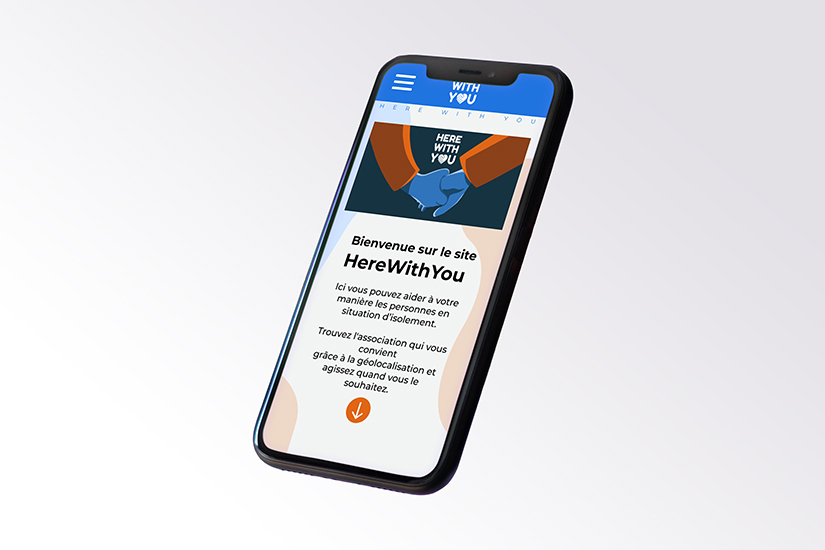 WITH
YOU
HERE WITH YOU
HERE
WITH
YOU
Bienvenue sur le site
HereWithYou
Ici vous pouvez aider à votre
manière les personnes en
situation d'isolement.
Trouvez l'association qui vous
convient
grâce à la géolocalisation et
agissez quand vous le
souhaitez.